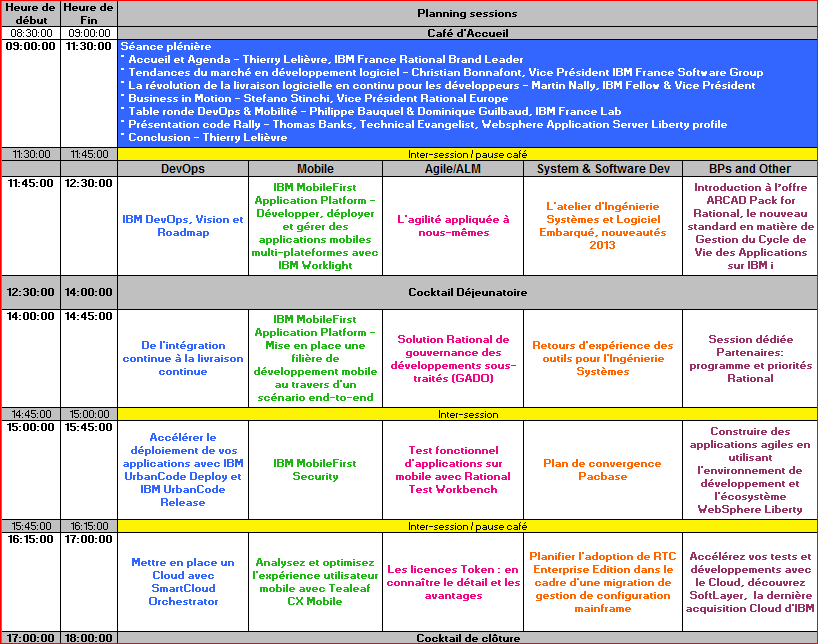 Heure de début Heure de Fin Planning sessions
08:30:00 09:00:00 Café d'Accueil
09:00:00 11:30:00 Séance plénière
* Accueil et Agenda - Thierry Lelièvre, IBM France Rational Brand Leader
* Tendances du marché en développement logiciel - Christian Bonnafont, Vice Président IBM France Software Group
* La révolution de la livraison logicielle en continu pour les développeurs - Martin Nally, IBM Fellow & Vice Président
* Business in Motion - Stefano Stinchi, Vice Président Rational Europe
* Table ronde DevOps & Mobilité - Philippe Bauquel & Dominique Guilbaud, IBM France Lab
* Présentation code Rally - Thomas Banks, Technical Evangelist, Websphere Application Server Liberty profile
* Conclusion - Thierry Lelièvre
11:30:00 11:45:00 Inter-session / pause café
DevOps Mobile Agile/ALM System & Software Dev BPs and Other
11:45:00 12:30:00
IBM DevOps, Vision et
Roadmap
IBM MobileFirst
Application Platform -
Développer, déployer
et gérer des
applications mobiles
multi-plateformes avec
IBM Worklight
L'agilité appliquée à
nous-mêmes
L'atelier d'Ingénierie
Systèmes et Logiciel
Embarqué, nouveautés
2013
Introduction à l'offre
ARCAD Pack for
Rational, le nouveau
standard en matière de
Gestion du Cycle de
Vie des Applications
sur IBM i
12:30:00 14:00:00 Cocktail Déjeunatoire
14:00:00 14:45:00
De l'intégration
continue à la livraison
continue
IBM MobileFirst
Application Platform -
Mise en place une
filière de
développement mobile
au travers d'un
scénario end-to-end
Solution Rational de
gouvernance des
développements sous-
traités (GADO)
Retours d'expérience des
outils pour l'Ingénierie
Systèmes
Session dédiée
Partenaires:
programme et priorités
Rational
14:45:00 15:00:00 Inter-session
15:00:00 15:45:00
Accélérer le
déploiement de vos
applications avec IBM
UrbanCode Deploy et
IBM UrbanCode
Release
IBM MobileFirst
Security
Test fonctionnel
d'applications sur
mobile avec Rational
Test Workbench
Plan de convergence
Pacbase
Construire des
applications agiles en
utilisant
l'environnement de
développement et
l'écosystème
WebSphere Liberty
15:45:00 16:15:00 Inter-session / pause café
16:15:00 17:00:00
Mettre en place un
Cloud avec
SmartCloud
Orchestrator
Analysez et optimisez
l'expérience utilisateur
mobile avec Tealeaf
CX Mobile
Les licences Token : en
connaître le détail et les
avantages
Planifier l'adoption de RTC
Enterprise Edition dans le
cadre d'une migration de
gestion de configuration
mainframe
Accélérez vos tests et
développements avec
le Cloud, découvrez
SoftLayer, la dernière
acquisition Cloud d'IBM
17:00:00 18:00:00 Cocktail de clôture